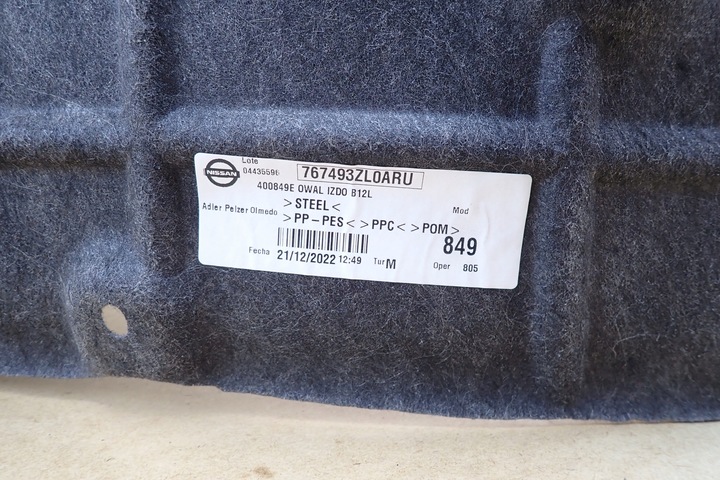 NISSAN
Lote
04435596
767493ZL0ARU
400849E OWAL IZDO B12L
Adler Pelzer Olmedo
>STEEL<
Mod
>PP-PES< >PPC< >POM>
849
Fecha 21/12/2022 12:49 Tur M Oper 805